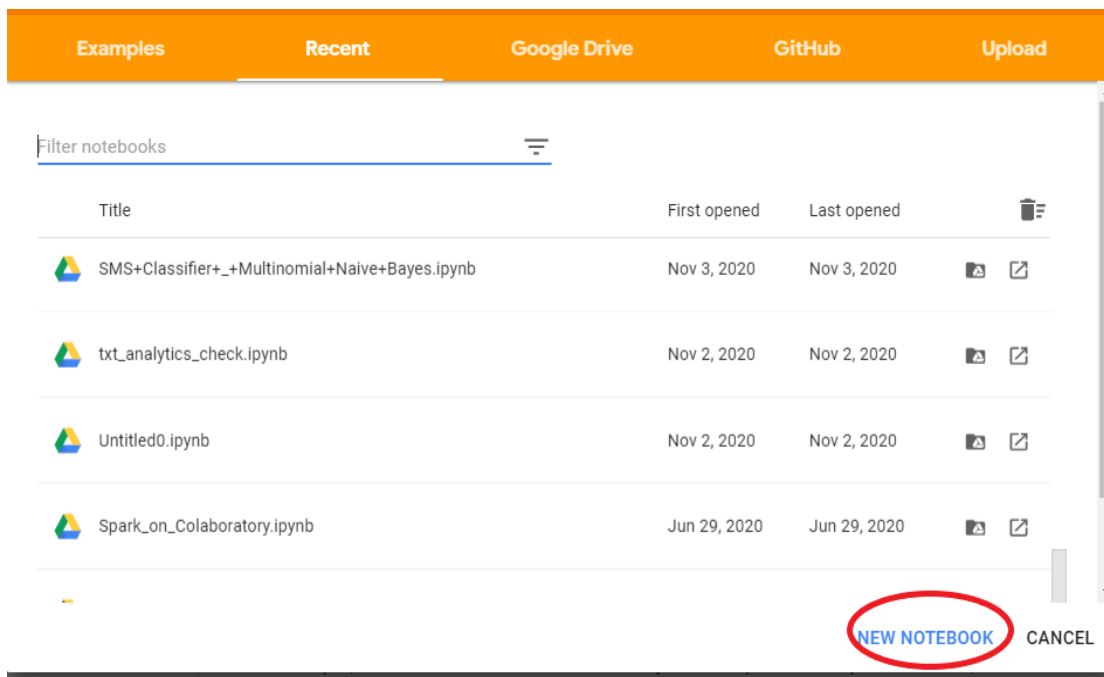 Examples Recent Google Drive GitHub Upload
Filter notebooks
Title First opened Last opened
SMS+Classifier+_+Multinomial+Naive+Bayes.ipynb Nov 3, 2020 Nov 3, 2020
txt_analytics_check.ipynb Nov 2, 2020 Nov 2, 2020
Untitled0.ipynb Nov 2, 2020 Nov 2, 2020
Spark_on_Colaboratory.ipynb Jun 29, 2020 Jun 29, 2020
NEW NOTEBOOK CANCEL